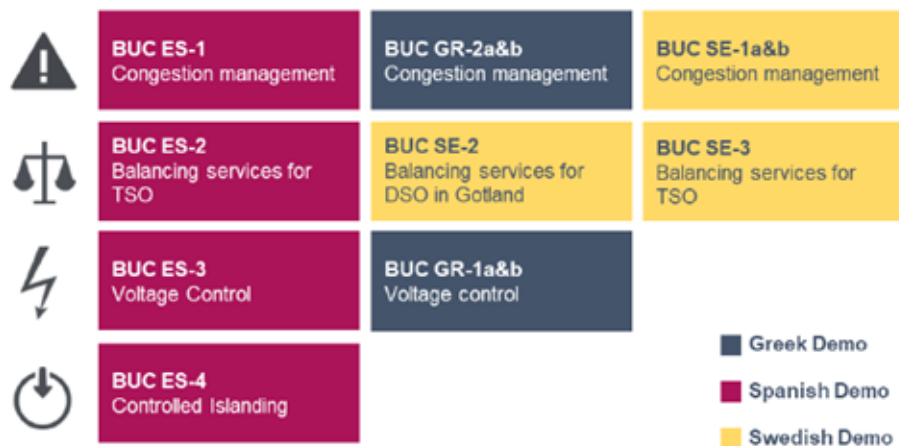 BUC ES-1
Congestion management
BUC GR-2a&b
Congestion management
BUC SE-1a&b
Congestion management
BUC ES-2
Balancing services for
TSO
BUC SE-2
Balancing services for
DSO in Gotland
BUC SE-3
Balancing services for
TSO
BUC ES-3
Voltage Control
BUC GR-1a&b
Voltage control
BUC ES-4
Controlled Islanding
Greek Demo
Spanish Demo
Swedish Demo